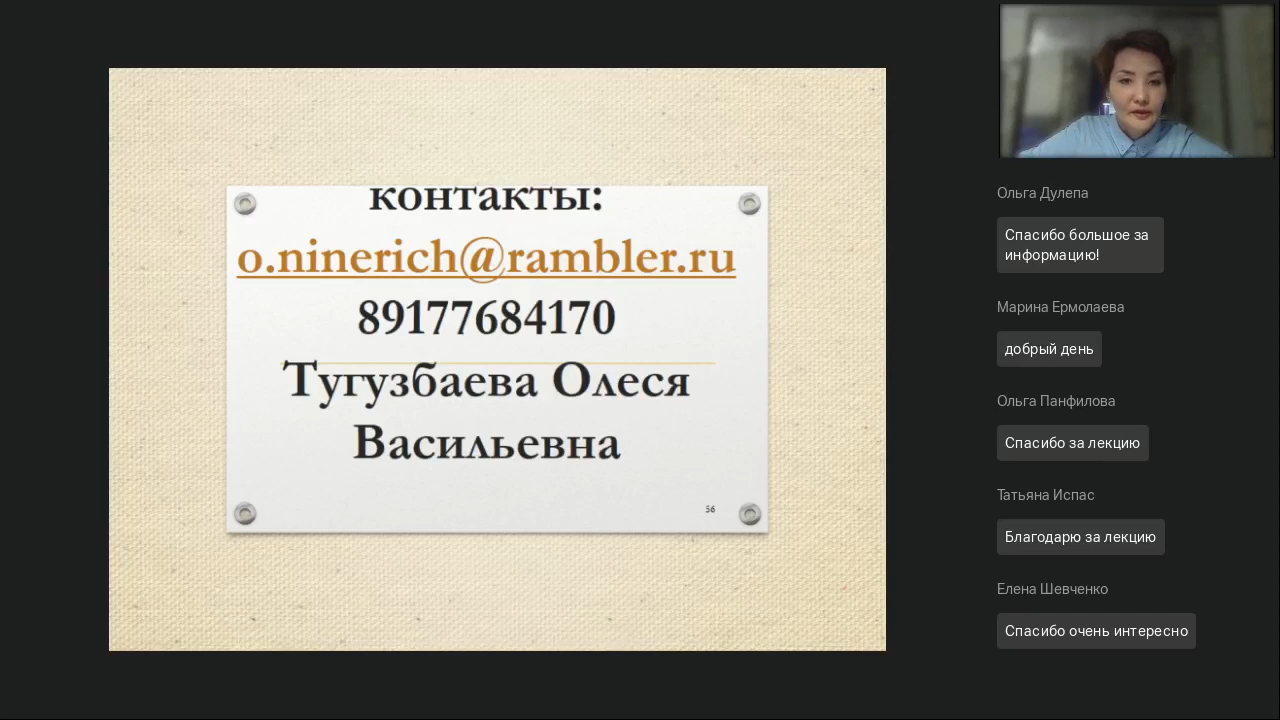 контакты:
o.ninerich@rambler.ru
89177684170
Тугузбаева Олеся
Васильевна
56
Ольга Дулепа
Спасибо большое за
информацию!
Марина Ермолаева
добрый день
Ольга Панфилова
Спасибо за лекцию
Татьяна Испас
Благодарю за лекцию
Елена Шевченко
Спасибо очень интересно